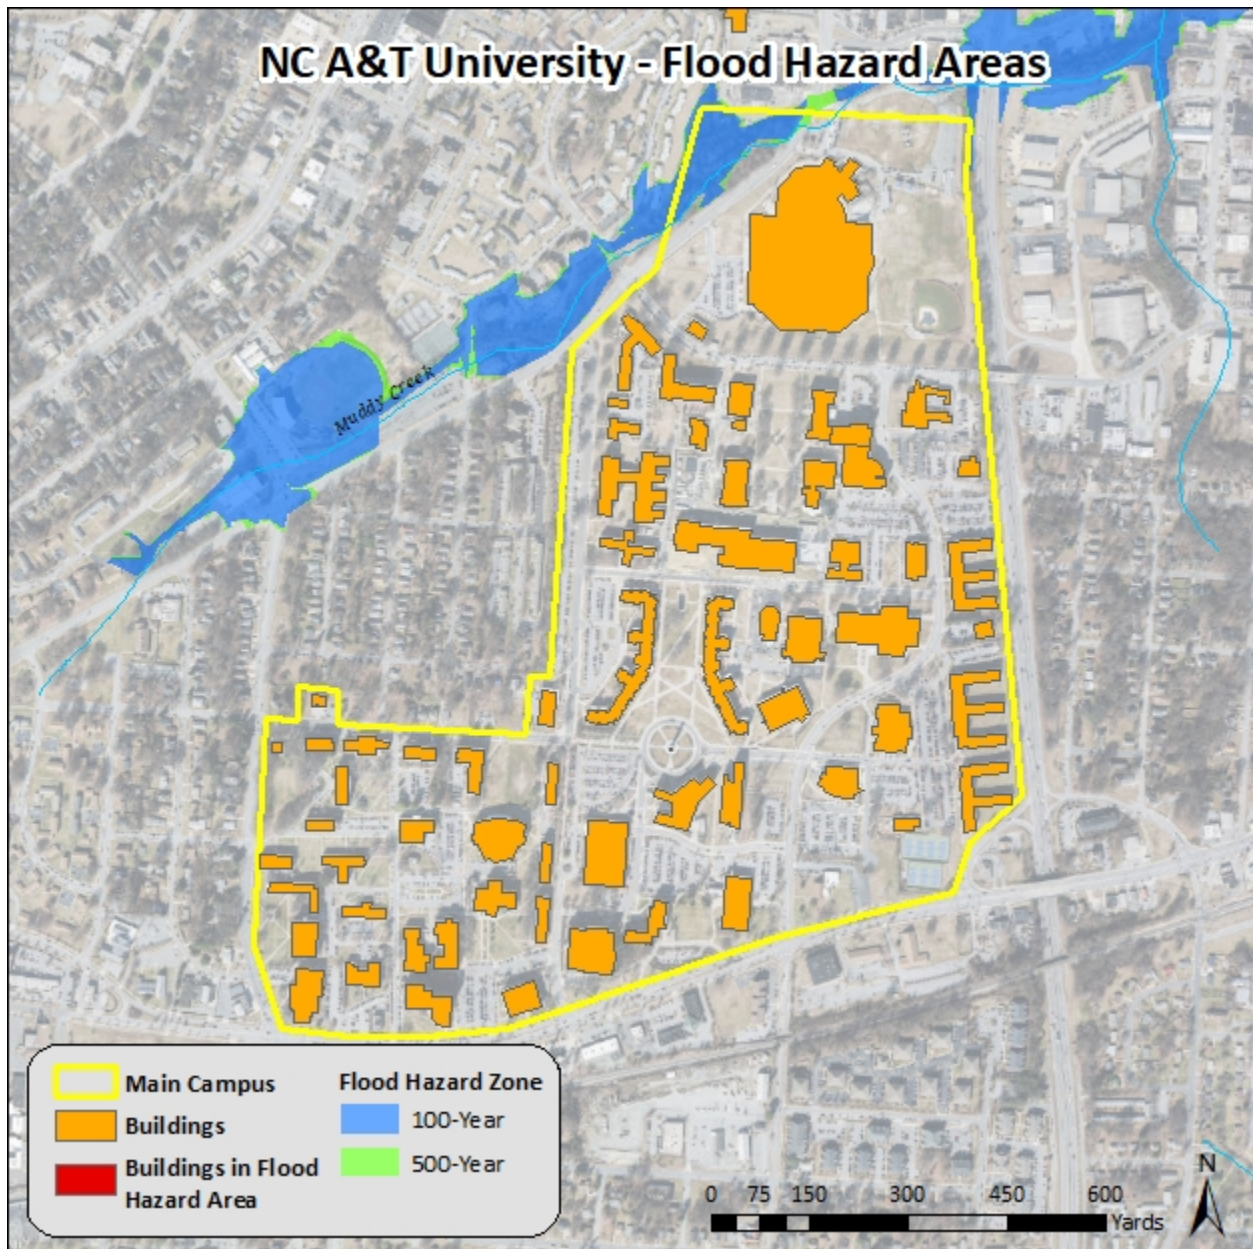 NC A&T University - Flood Hazard Areas
Muddy Creek
Main Campus
Buildings
Buildings in Flood
Hazard Area
Flood Hazard Zone
100-Year
500-Year
0 75 150 300 450 600
Yards
N